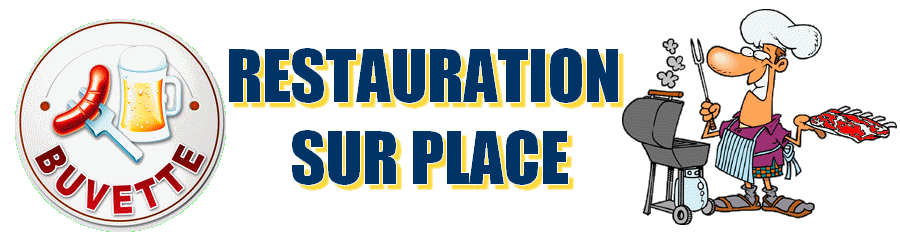 BUVETTE
RESTAURATION
SUR PLACE